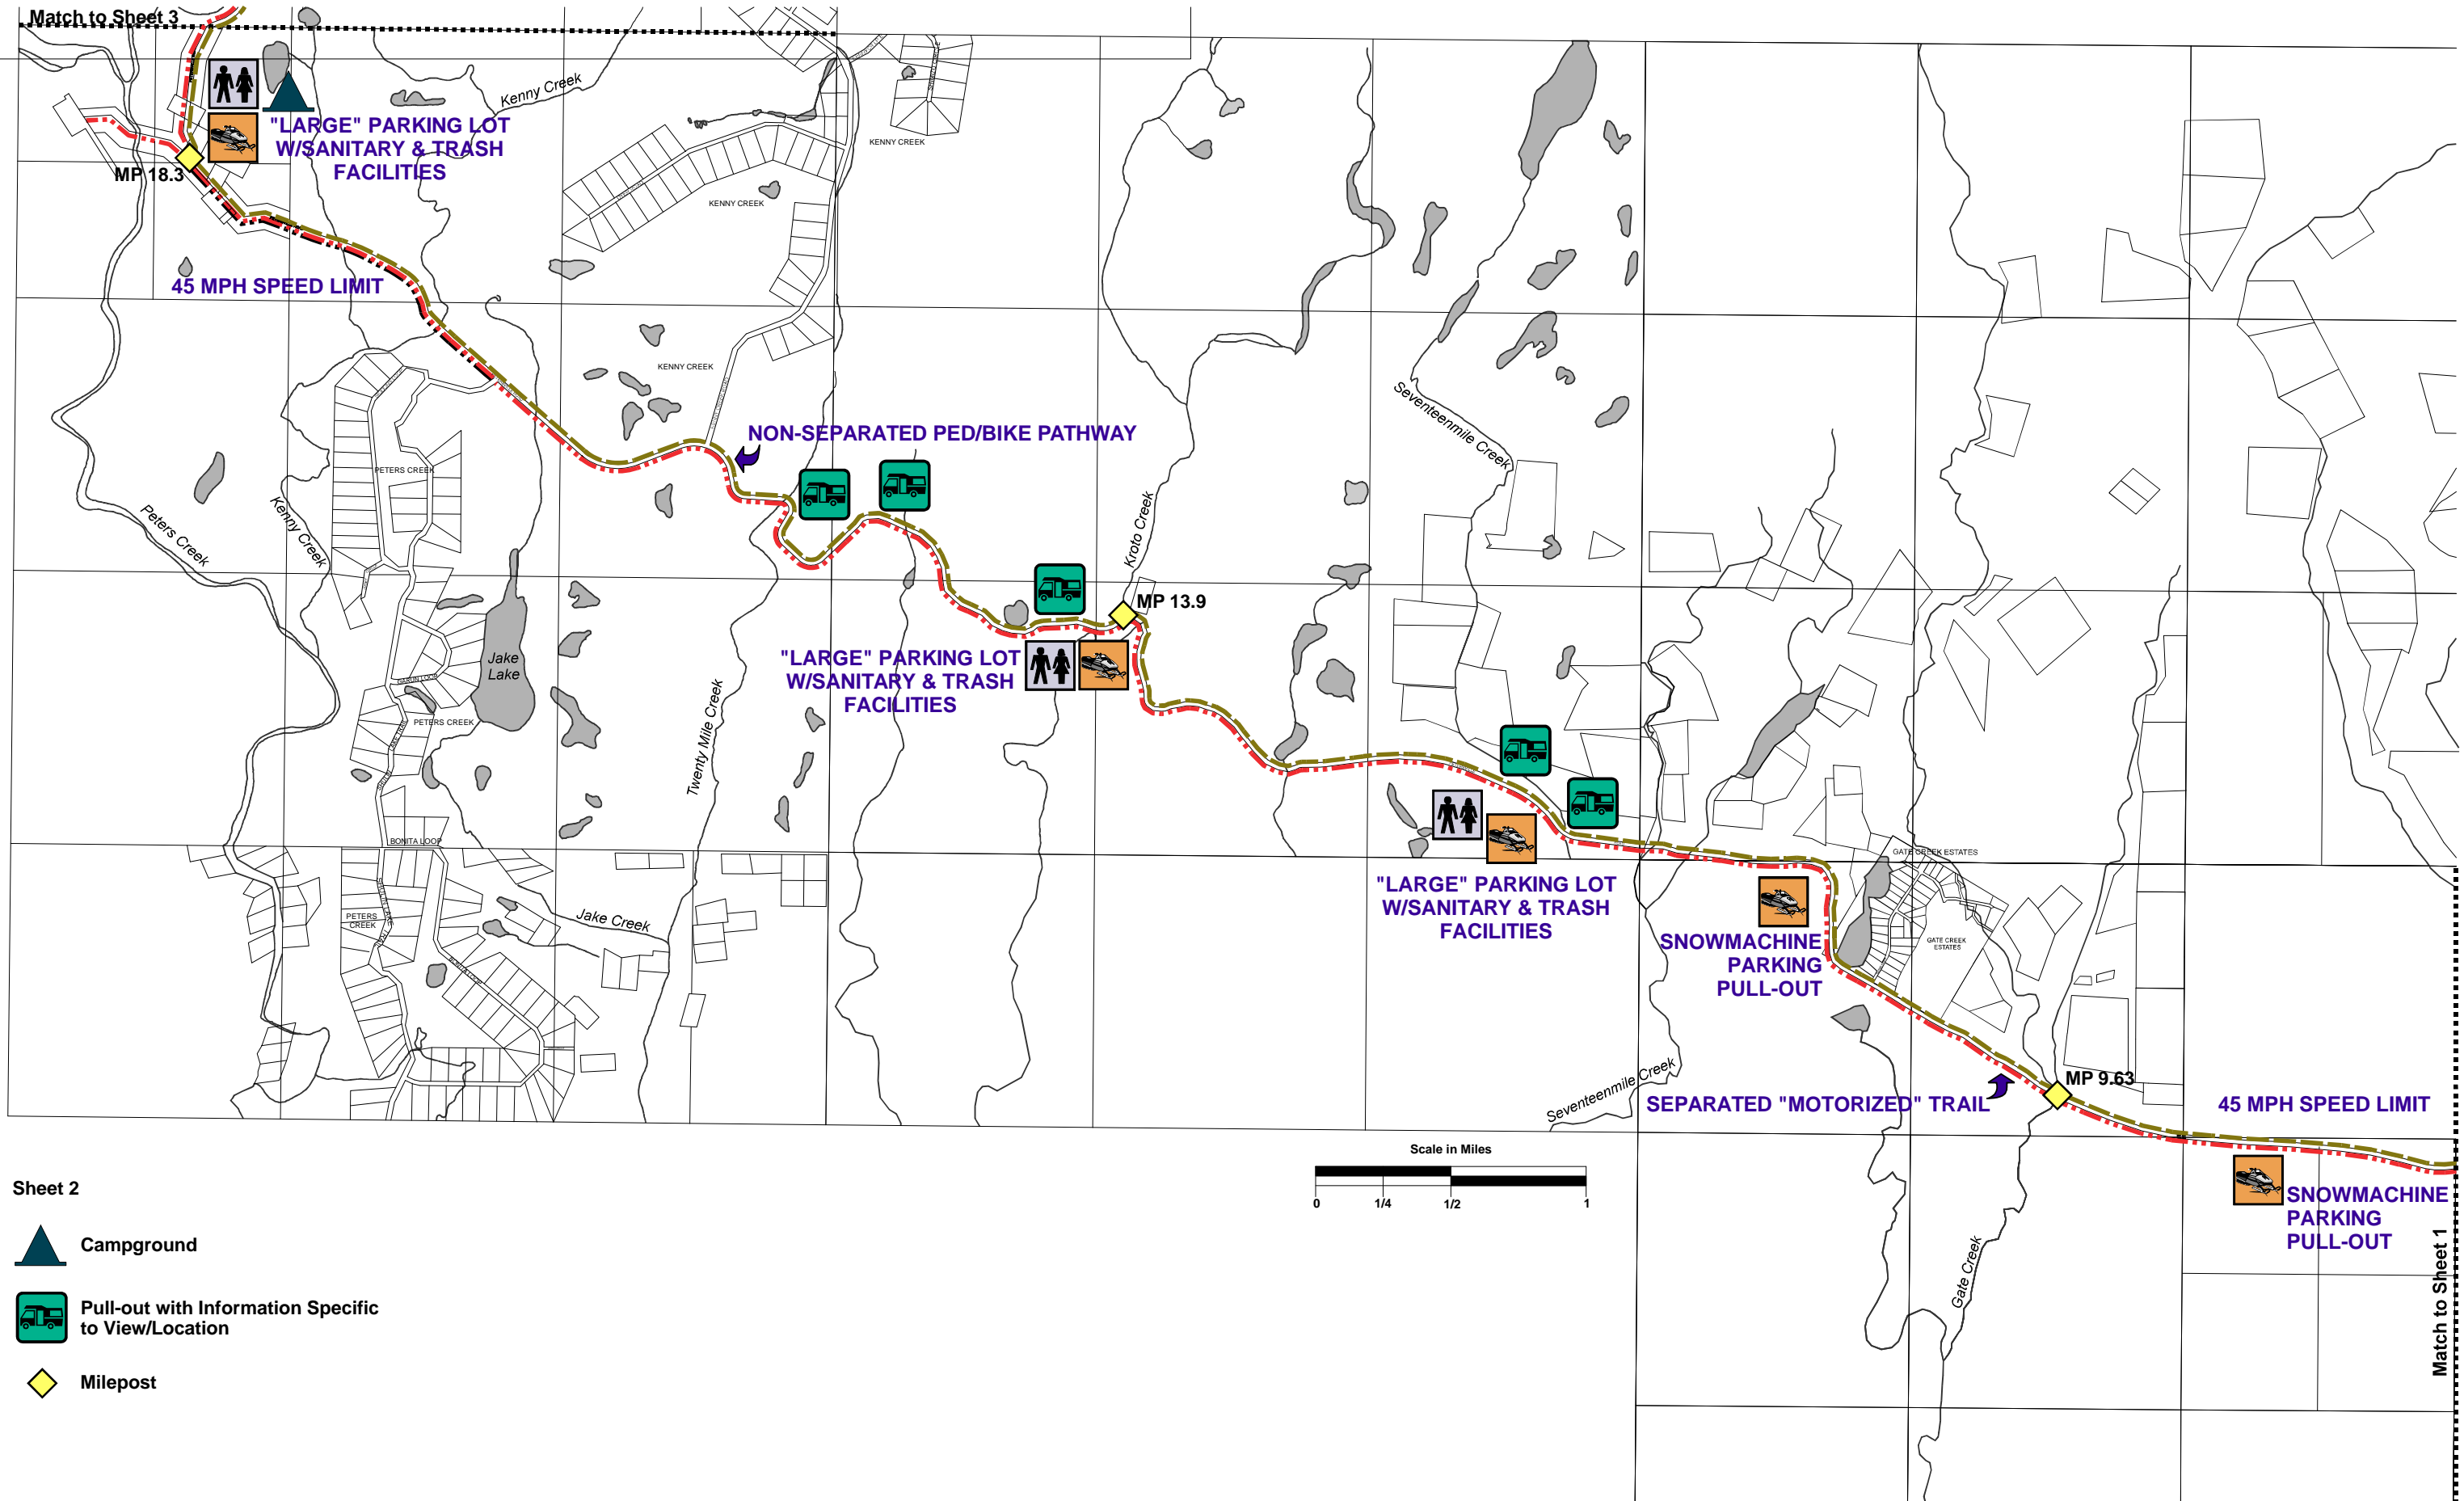 Match to Sheet 3
Kenny Creek
KENNY CREEK
"LARGE" PARKING LOT
W/SANITARY & TRASH
FACILITIES
MP 18.3
KENNY CREEK
45 MPH SPEED LIMIT
KENNY CREEK
Seventeenmile Creek
NON-SEPARATED PED/BIKE PATHWAY
PETERS CREEK
Peters Creek
Kenny Creek
Kroto Creek
MP 13.9
Jake
Lake
"LARGE" PARKING LOT
W/SANITARY & TRASH
FACILITIES
PETERS CREEK
Twenty Mile Creek
BONITA LOOP
GATE CREEK ESTATES
"LARGE" PARKING LOT
W/SANITARY & TRASH
FACILITIES
PETERS
CREEK
Jake Creek
GATE CREEK
ESTATES
SNOWMACHINE
PARKING
PULL-OUT
Seventeenmile Creek
MP 9.63
SEPARATED "MOTORIZED" TRAIL
45 MPH SPEED LIMIT
Scale in Miles
0 1/4 1/2 1
SNOWMACHINE
PARKING
PULL-OUT
Gate Creek
Match to Sheet 1
Sheet 2
Campground
Pull-out with Information Specific
to View/Location
Milepost